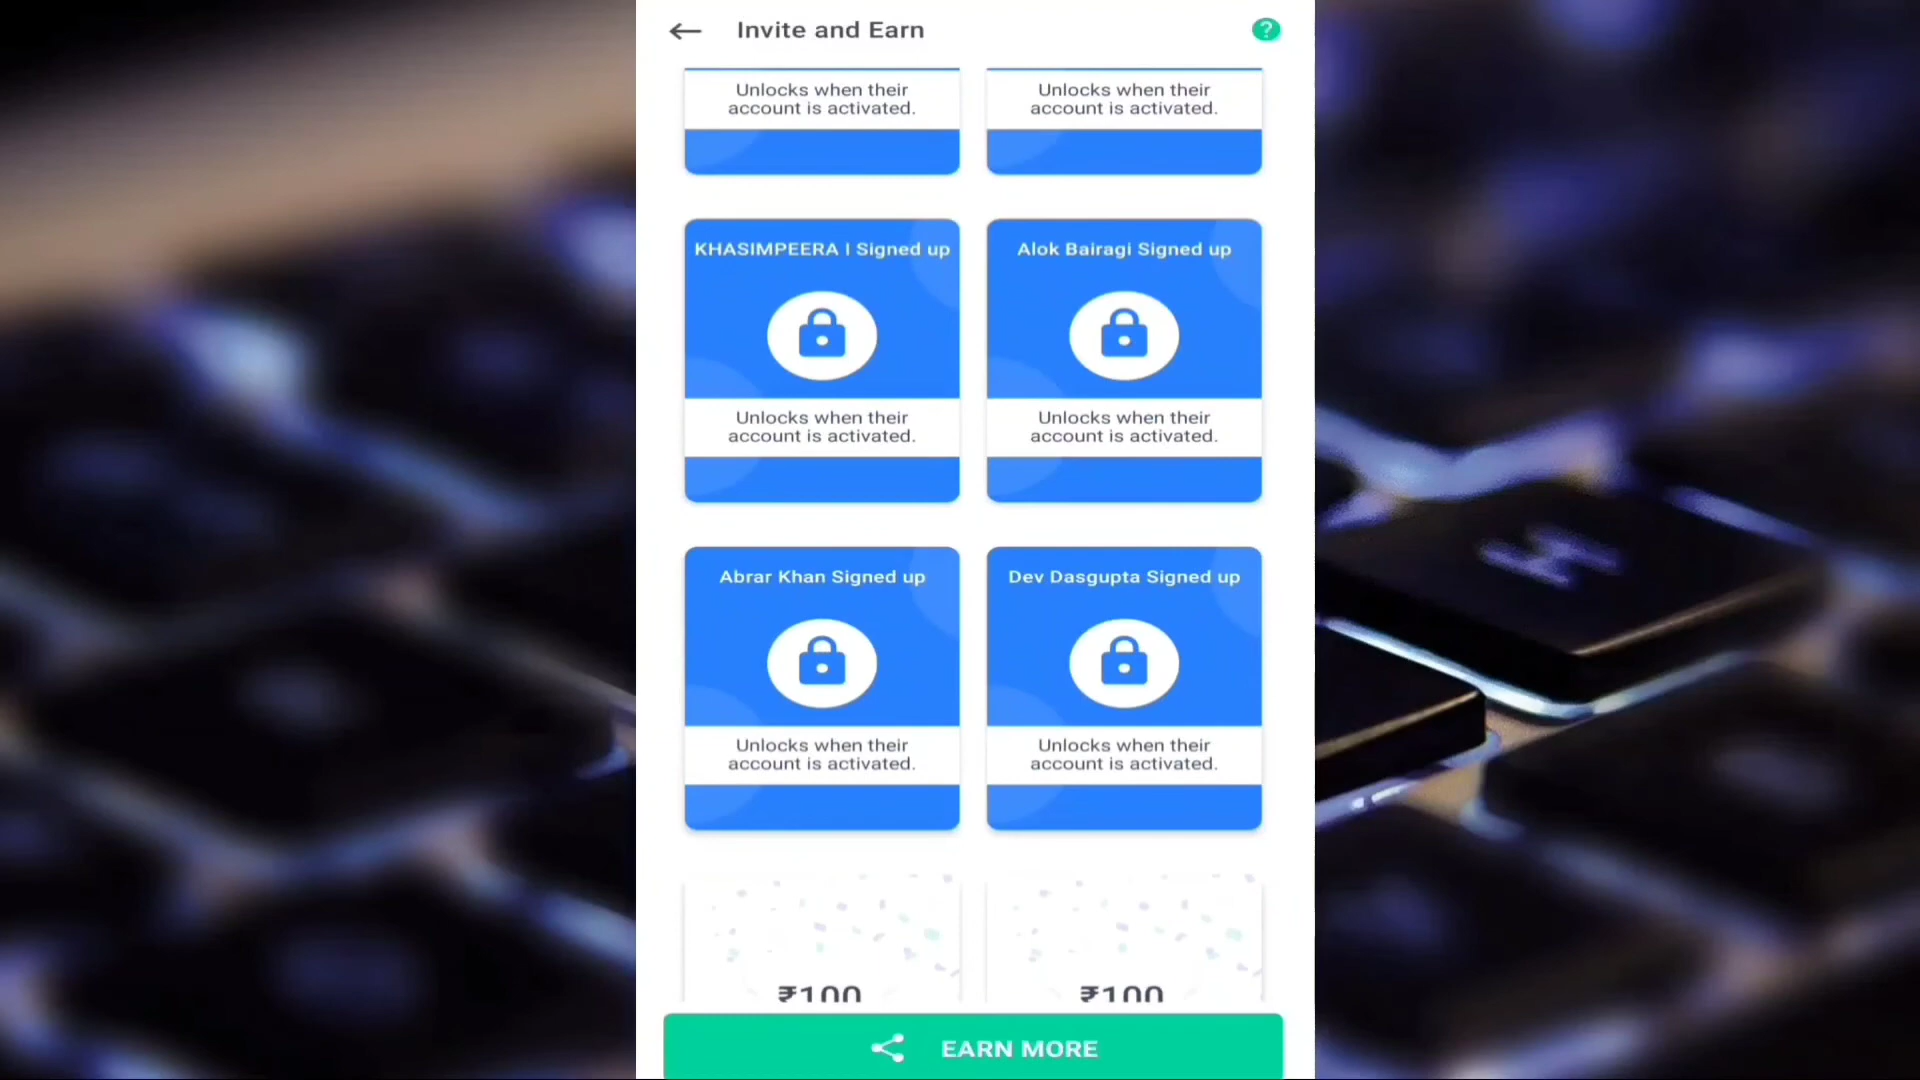 Invite and Earn
?
Unlocks when their
account is activated.
Unlocks when their
account is activated.
KHASIMPEERA I Signed up
Alok Bairagi Signed up
Unlocks when their
account is activated.
Unlocks when their
account is activated.
Abrar Khan Signed up
Dev Dasgupta Signed up
Unlocks when their
account is activated.
Unlocks when their
account is activated.
₹100
₹100
EARN MORE